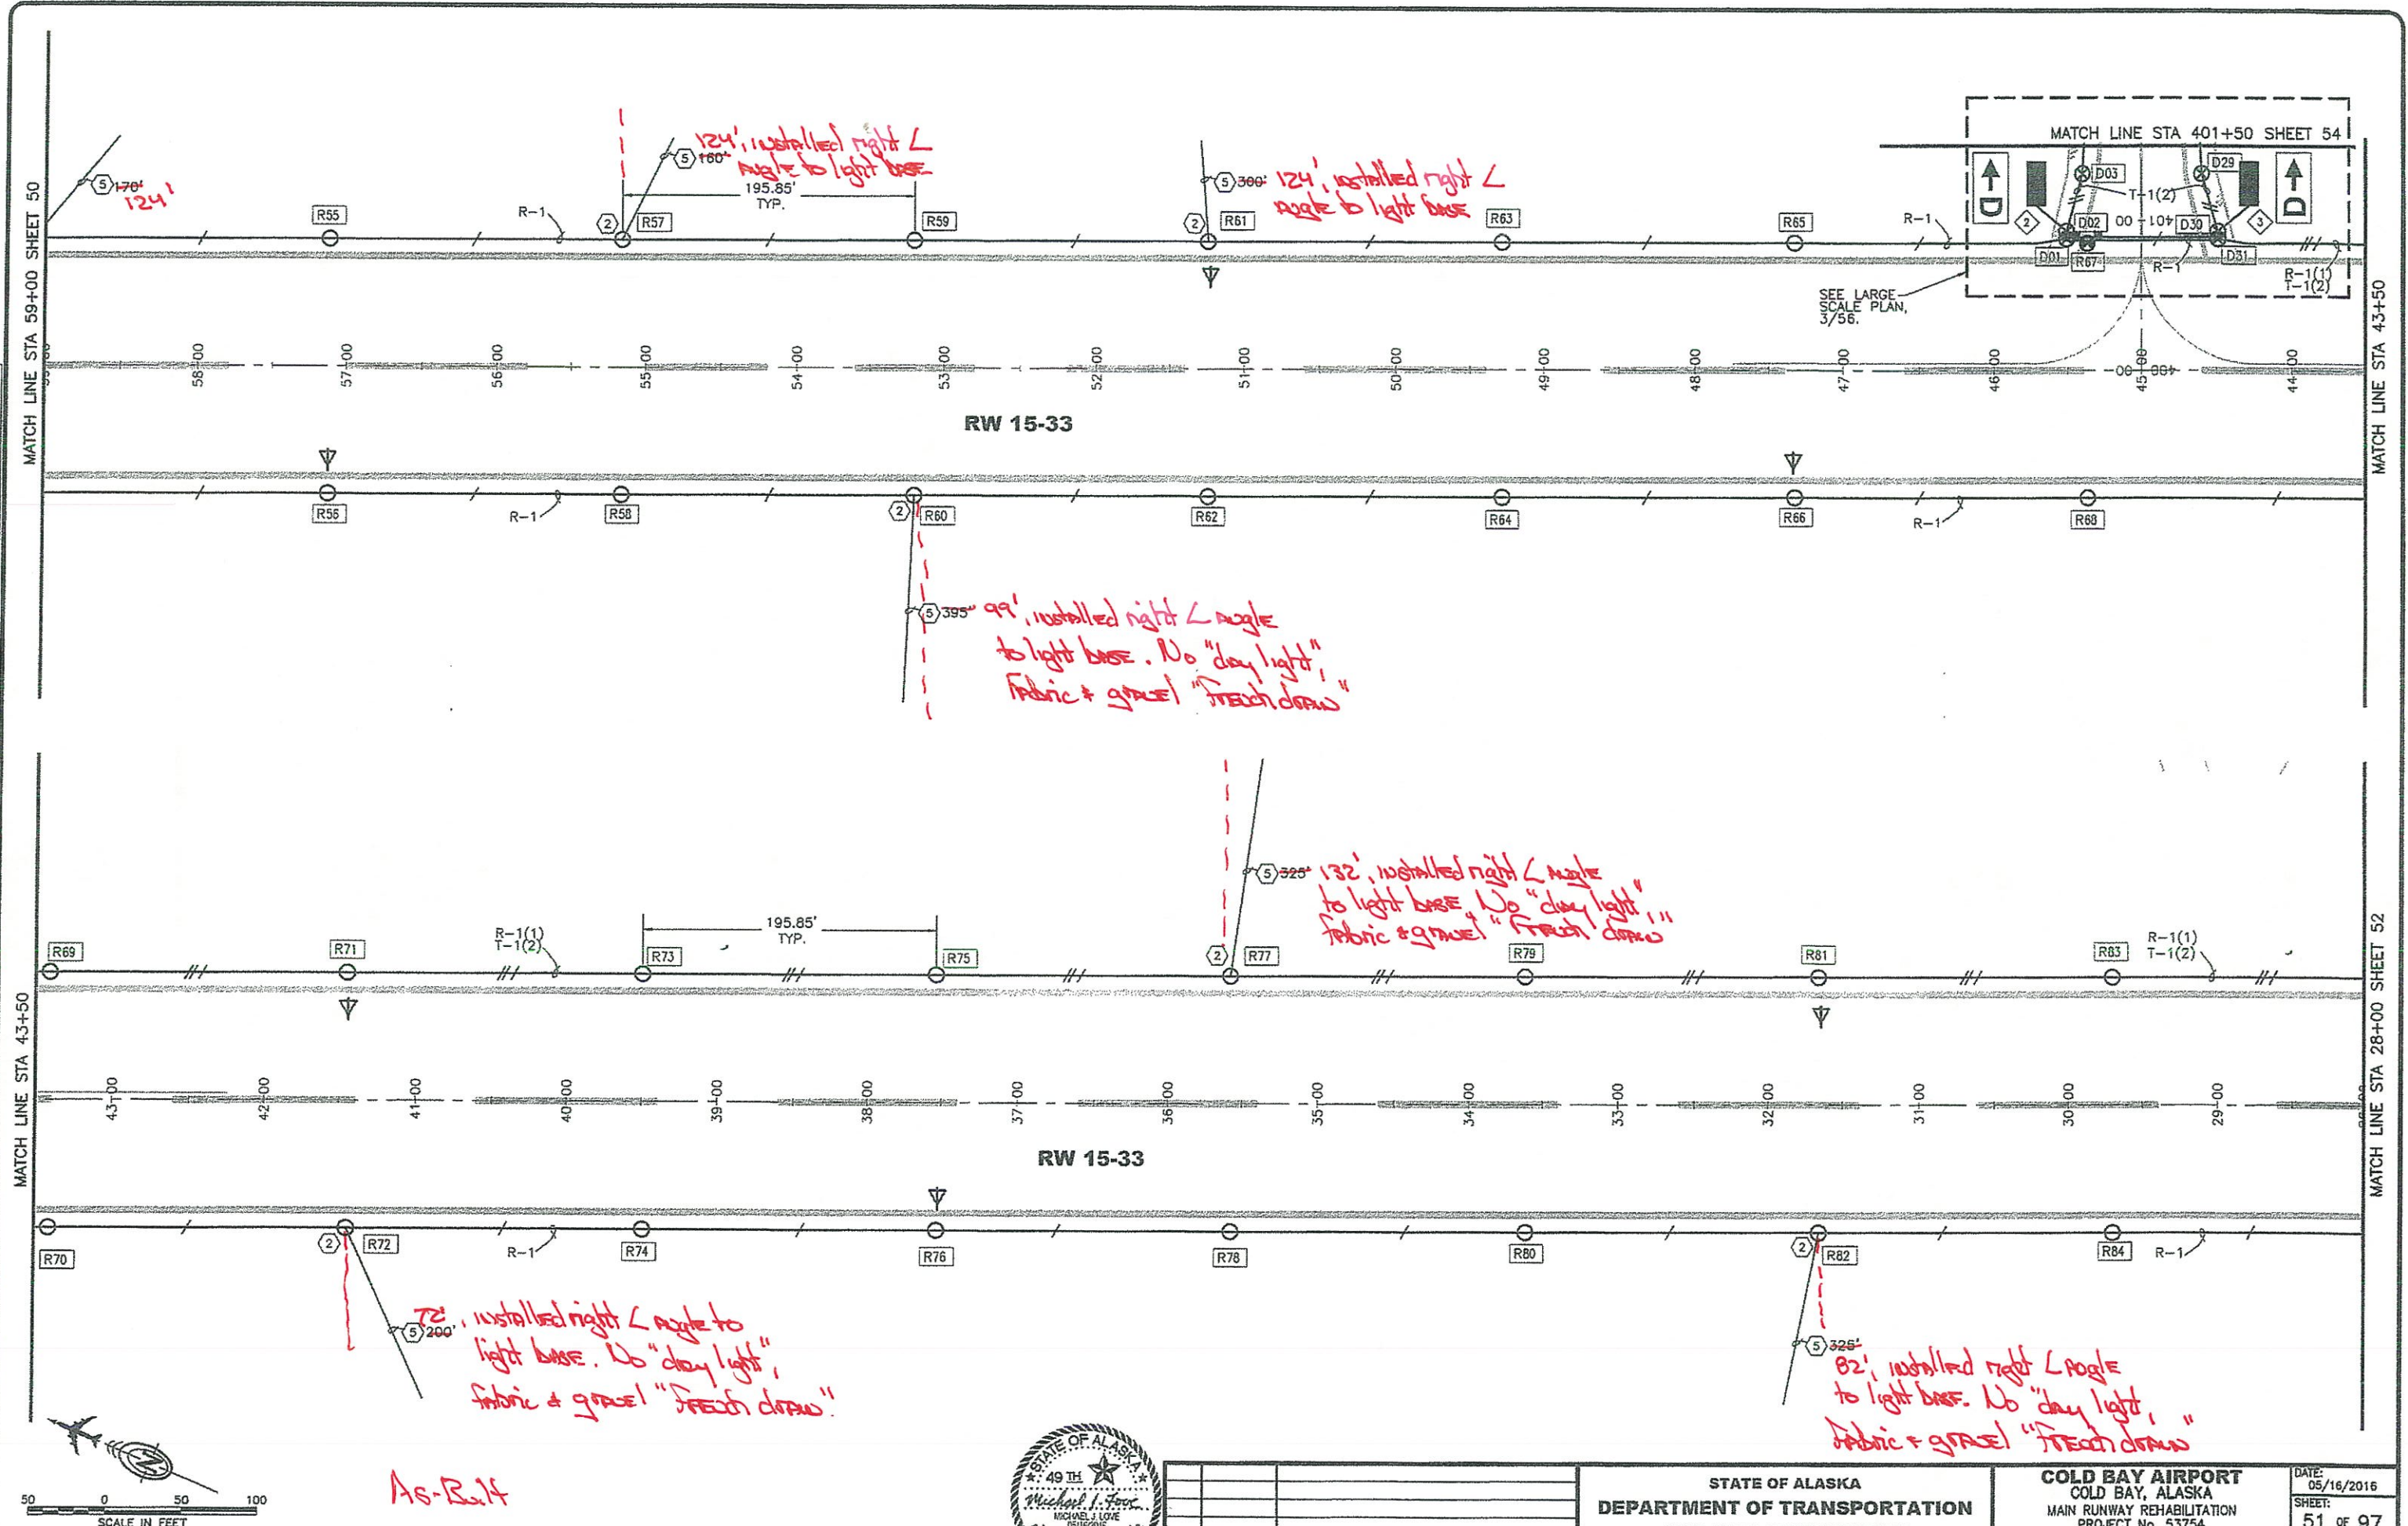 MATCH LINE STA 59+00 SHEET 50
5 170'
124'
R55
R-1
2
R57
5 160'
124', installed right ∠
Angle to light base
195.85'
TYP.
R59
2
R61
5 300'
124', installed right ∠
Angle to light base
R63
R65
R-1
MATCH LINE STA 401+50 SHEET 54
D
2
D03
D29
T-1(2)
D02
401+00
D30
3
D
D01
R67
R-1
D31
R-1(1)
T-1(2)
SEE LARGE
SCALE PLAN,
3/56.
MATCH LINE STA 43+50
58+00
57+00
56+00
55+00
54+00
53+00
52+00
51+00
50+00
49+00
48+00
47+00
46+00
45+00
44+00
RW 15-33
R56
R-1
R58
2
R60
R62
R64
R66
R-1
R68
5 395'
99', installed right ∠ Angle
to light base. No "day light",
Fabric & gravel "French drain"
MATCH LINE STA 43+50
5 325'
132', installed right ∠ Angle
to light base No "day light",
fabric & gravel "French drain"
R69
R71
R-1(1)
T-1(2)
R73
195.85'
TYP.
R75
2
R77
R79
R81
R83
R-1(1)
T-1(2)
MATCH LINE STA 28+00 SHEET 52
43+00
42+00
41+00
40+00
39+00
38+00
37+00
36+00
35+00
34+00
33+00
32+00
31+00
30+00
29+00
RW 15-33
R70
2
R72
R-1
R74
R76
R78
R80
2
R82
R84
R-1
5 200'
72', installed right ∠ Angle to
light base. No "day light",
fabric & gravel "French drain."
5 325'
82', installed right ∠ Angle
to light base. No "day light,
Fabric & gravel "French drain"
N
50 0 50 100
SCALE IN FEET
As-Built
STATE OF ALASKA
49 TH
Michael J. Love
MICHAEL J. LOVE
STATE OF ALASKA
DEPARTMENT OF TRANSPORTATION
COLD BAY AIRPORT
COLD BAY, ALASKA
MAIN RUNWAY REHABILITATION
PROJECT No. 53754
DATE:
05/16/2016
SHEET:
51 OF 97